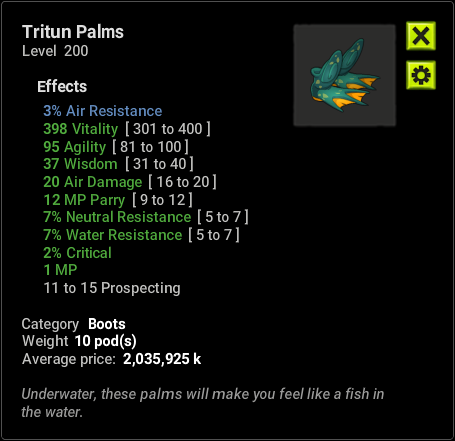 Tritun Palms
Level 200
Effects
3% Air Resistance
398 Vitality [ 301 to 400 ]
95 Agility [ 81 to 100 ]
37 Wisdom [ 31 to 40 ]
20 Air Damage [ 16 to 20 ]
12 MP Parry [ 9 to 12 ]
7% Neutral Resistance [ 5 to 7 ]
7% Water Resistance [ 5 to 7 ]
2% Critical
1 MP
11 to 15 Prospecting
Category Boots
Weight 10 pod(s)
Average price: 2,035,925 k
Underwater, these palms will make you feel like a fish in
the water.